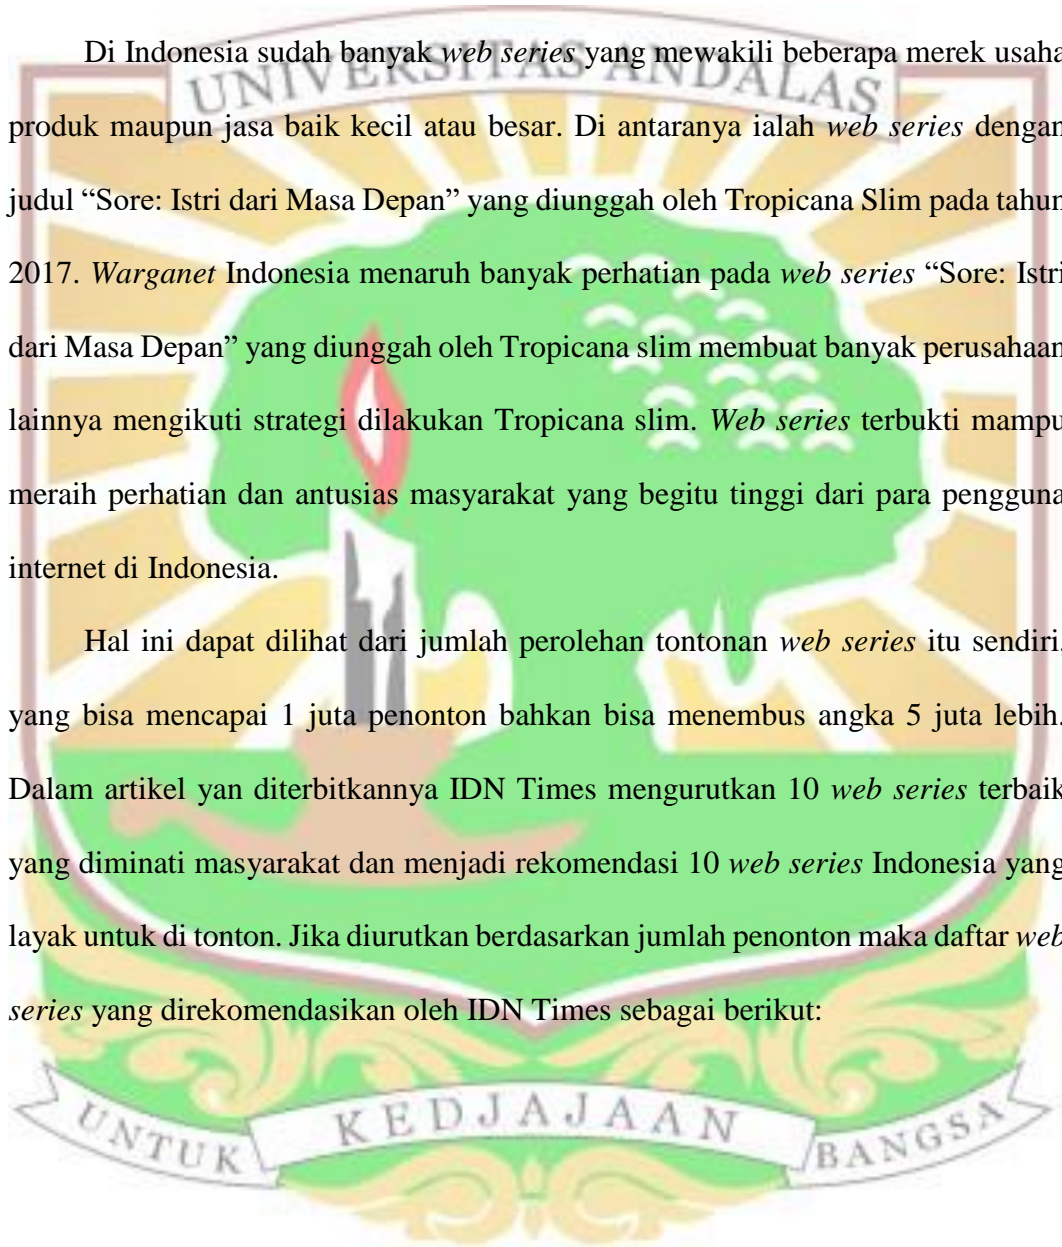 Di Indonesia sudah banyak web series yang mewakili beberapa merek usaha
UNIVERSITAS ANDALAS
produk maupun jasa baik kecil atau besar. Di antaranya ialah web series dengan
judul “Sore: Istri dari Masa Depan” yang diunggah oleh Tropicana Slim pada tahun
2017. Warganet Indonesia menaruh banyak perhatian pada web series “Sore: Istri
dari Masa Depan” yang diunggah oleh Tropicana slim membuat banyak perusahaan
lainnya mengikuti strategi dilakukan Tropicana slim. Web series terbukti mampu
meraih perhatian dan antusias masyarakat yang begitu tinggi dari para pengguna
internet di Indonesia.
Hal ini dapat dilihat dari jumlah perolehan tontonan web series itu sendiri,
yang bisa mencapai 1 juta penonton bahkan bisa menembus angka 5 juta lebih.
Dalam artikel yan diterbitkannya IDN Times mengurutkan 10 web series terbaik
yang diminati masyarakat dan menjadi rekomendasi 10 web series Indonesia yang
layak untuk di tonton. Jika diurutkan berdasarkan jumlah penonton maka daftar web
series yang direkomendasikan oleh IDN Times sebagai berikut:
UNTUK KEDJAJAAN BANGSA